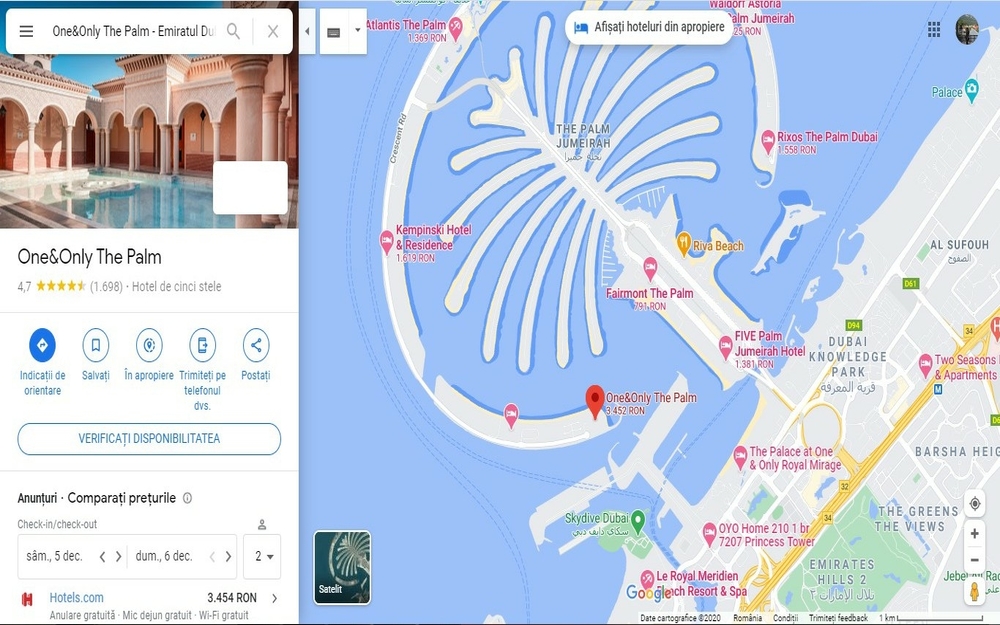 One&Only The Palm - Emiratul Du
One&Only The Palm
4,7 (1.698) · Hotel de cinci stele
Indicații de orientare
Salvați
În apropiere
Trimiteți pe telefonul dvs.
Postați
VERIFICAȚI DISPONIBILITATEA
Anunțuri · Comparați prețurile
Check-in/check-out
sâm., 5 dec.
dum., 6 dec.
2
Hotels.com
3.454 RON
Anulare gratuită · Mic dejun gratuit · Wi-Fi gratuit
Afișați hoteluri din apropiere
Atlantis The Palm
1.369 RON
Waldorf Astoria
alm Jumeirah
25 RON
Palace
Crescent Rd
THE PALM
JUMEIRAH
نخلة جميرا
Rixos The Palm Dubai
1.558 RON
Kempinski Hotel
& Residence
1.619 RON
Riva Beach
AL SUFOUH
الصفوح
D61
Fairmont The Palm
791 RON
D94
34
FIVE Palm
Jumeirah Hotel
1.381 RON
DUBAI
KNOWLEDGE
PARK
قرية المعرفة
Two Seasons
& Apartments
M
One&Only The Palm
3.452 RON
The Palace at One
& Only Royal Mirage
BARSHA HEIG
32
34
Skydive Dubai
سكاي دايف دبي
OYO Home 210 1 br
7207 Princess Tower
THE GREENS
THE VIEWS
EMIRATES
HILLS 2
تلال الإمارات ٢
Le Royal Meridien
ach Resort & Spa
Jebel
Ra
Satelit
Google
Date cartografice ©2020 România Condiții Trimiteți feedback 1 km